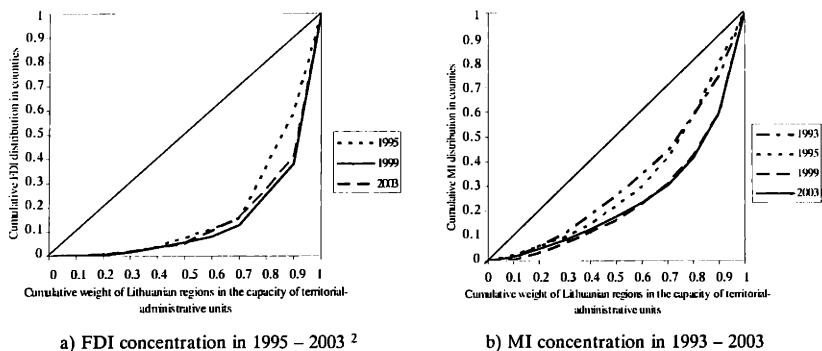 1
0.9
0.8
0.7
0.6
0.5
0.4
0.3
0.2
0.1
0
Cumulative FDI distribution in counties
0 0.1 0.2 0.3 0.4 0.5 0.6 0.7 0.8 0.9 1
Cumulative weight of Lithuanian regions in the capacity of territorial-
administrative units
1995
1999
2003
a) FDI concentration in 1995 – 2003 ²
1
0.9
0.8
0.7
0.6
0.5
0.4
0.3
0.2
0.1
0
Cumulative MI distribution in counties
0 0.1 0.2 0.3 0.4 0.5 0.6 0.7 0.8 0.9 1
Cumulative weight of Lithuanian regions in the capacity of territorial-
administrative units
1993
1995
1999
2003
b) MI concentration in 1993 – 2003